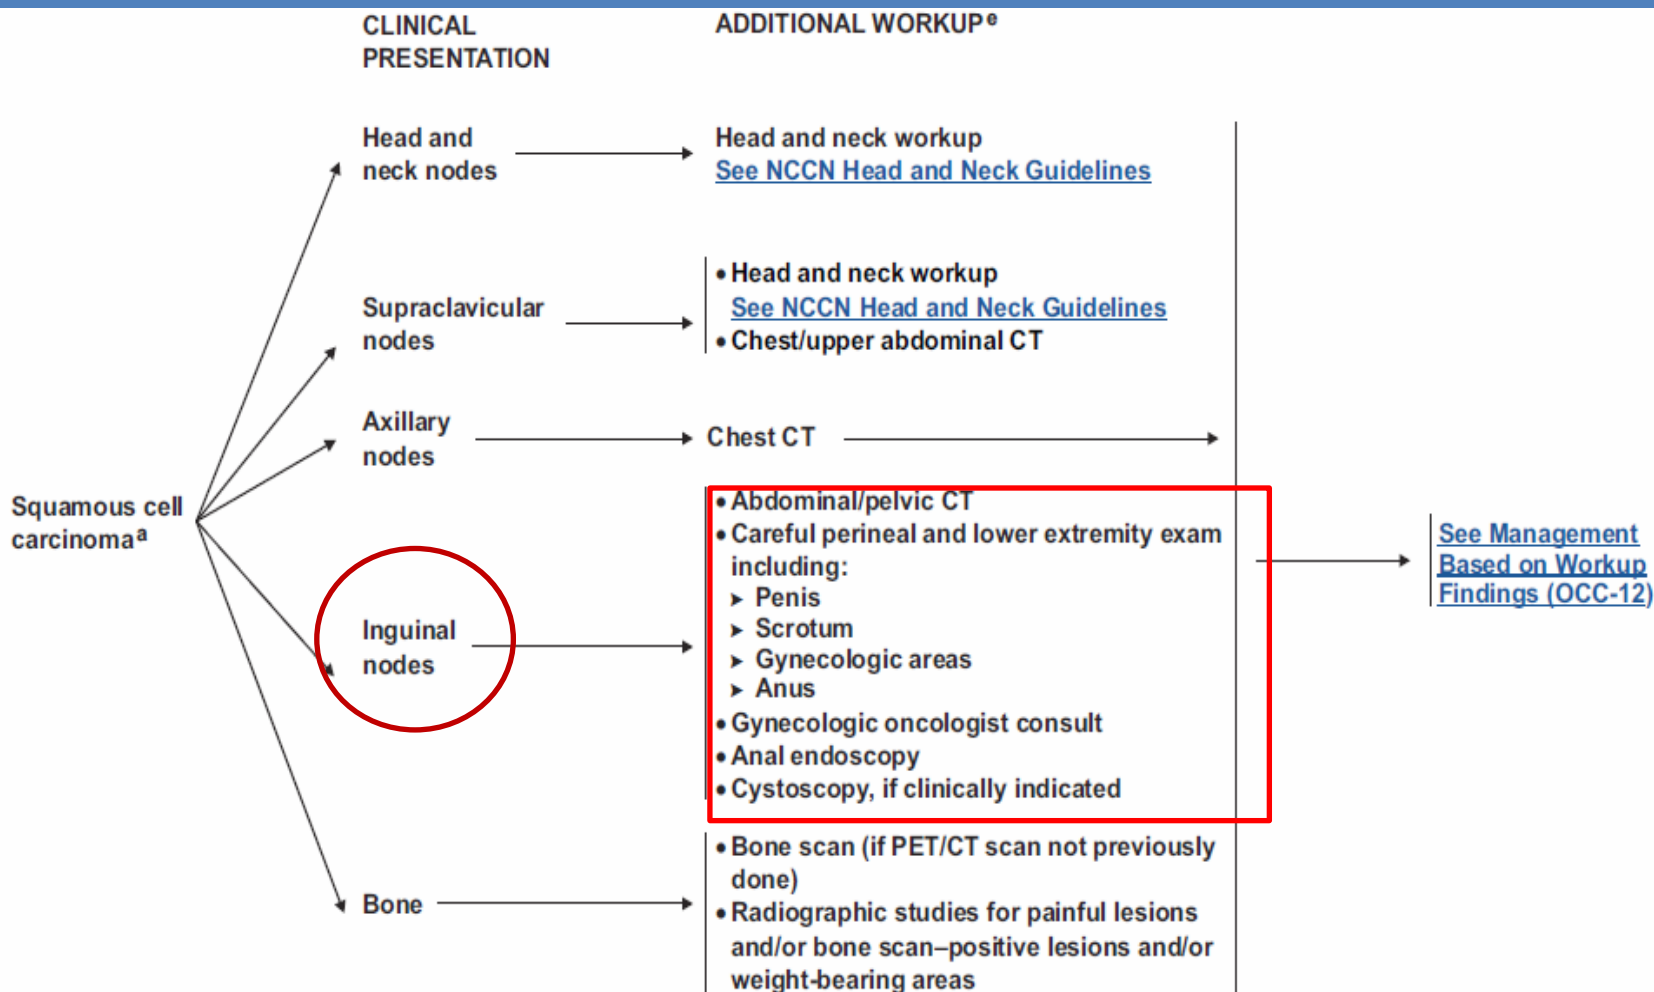 CLINICAL
PRESENTATION
ADDITIONAL WORKUPe
Head and
neck nodes
Head and neck workup
See NCCN Head and Neck Guidelines
Supraclavicular
nodes
• Head and neck workup
See NCCN Head and Neck Guidelines
• Chest/upper abdominal CT
Axillary
nodes
Chest CT
Squamous cell
carcinomaa
Inguinal
nodes
• Abdominal/pelvic CT
• Careful perineal and lower extremity exam
including:
➤ Penis
➤ Scrotum
➤ Gynecologic areas
➤ Anus
• Gynecologic oncologist consult
• Anal endoscopy
• Cystoscopy, if clinically indicated
See Management
Based on Workup
Findings (OCC-12)
Bone
• Bone scan (if PET/CT scan not previously
done)
• Radiographic studies for painful lesions
and/or bone scan–positive lesions and/or
weight-bearing areas